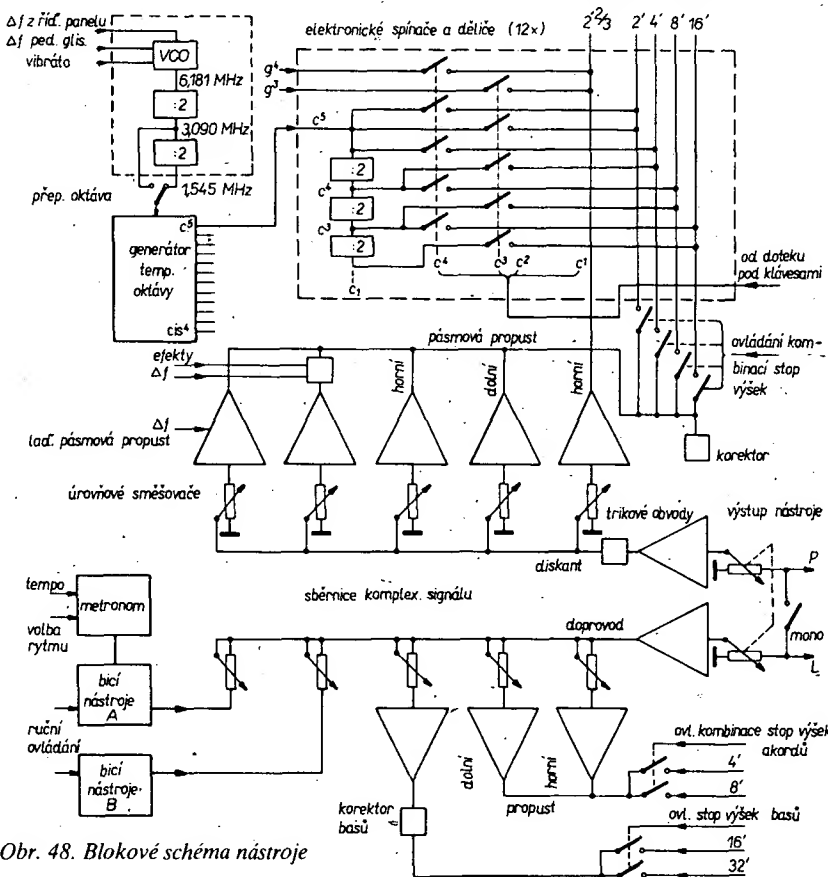 Δf z říd. panelu
Δf ped. glis.
vibráto
VCO
6,181 MHz
:2
3,090 MHz
:2
1,545 MHz
přep. oktáva
generátor
temp.
oktávy
c⁵
cis⁴
elektronické spínače a děliče (12x)
2'2/3
2'
4'
8'
16'
g⁴
g³
c⁵
:2
c⁴
:2
c³
:2
c₁
c⁴
c³
c²
c¹
od doteku
pod klávesami
ovládání kom-
binací stop
výšek
korektor
pásmová propust
efekty
Δf
horní
dolní
horní
Δf
lad. pásmová propust
úrovňové směšovače
trikové obvody
výstup nástroje
diskant
P
mono
L
sběrnice komplex. signálu
doprovod
tempo
metronom
volba
rytmu
bicí
nástroje
A
ruční
ovládání
bicí
nástroje
B
dolní
horní
propust
korektor
basů
ovl. kombinace stop výšek
akordů
4'
8'
ovl. stop výšek basů
16'
32'
Obr. 48. Blokové schéma nástroje